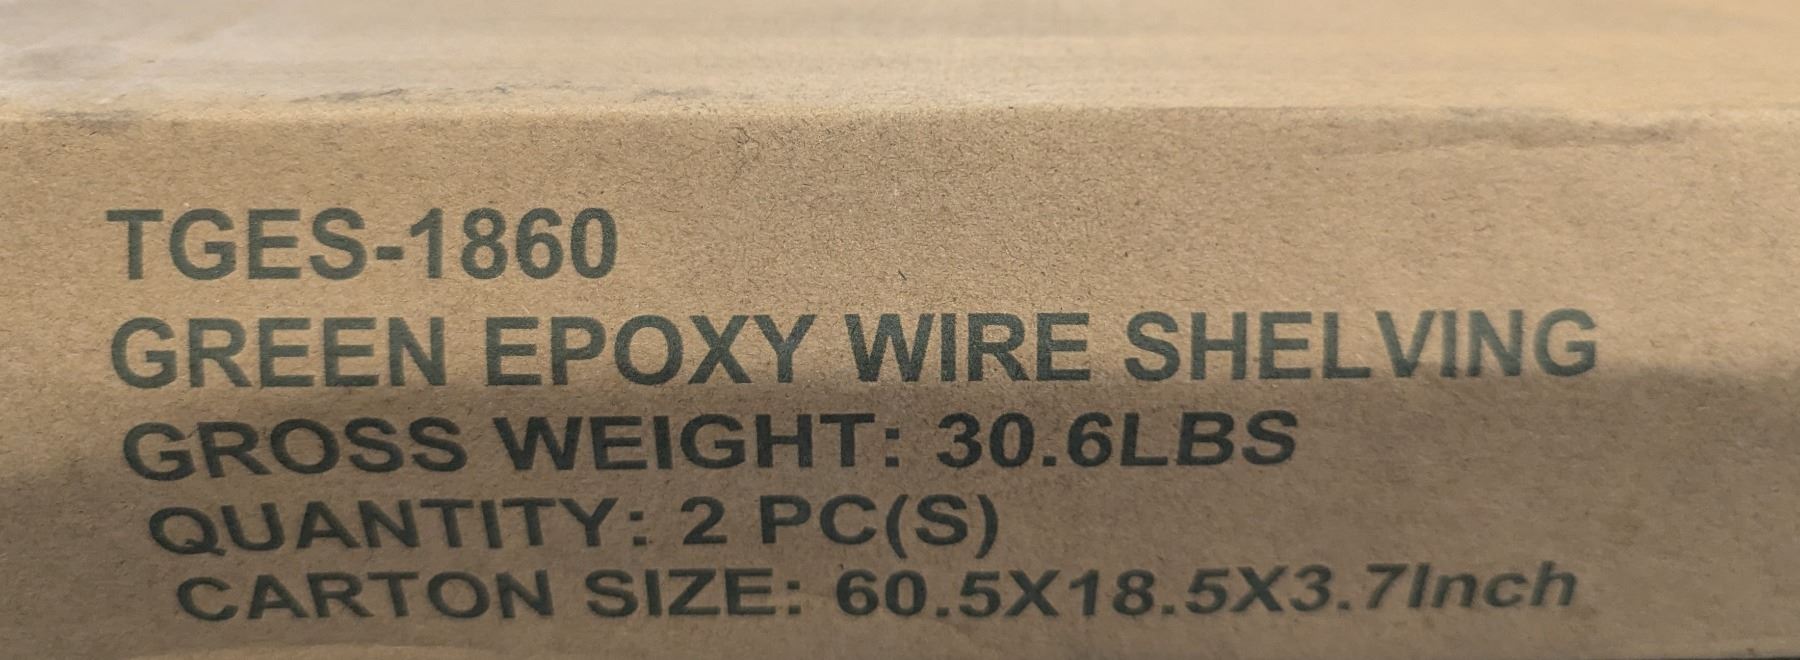 TGES-1860
GREEN EPOXY WIRE SHELVING
GROSS WEIGHT: 30.6LBS
QUANTITY: 2 PC(S)
CARTON SIZE: 60.5X18.5X3.7Inch